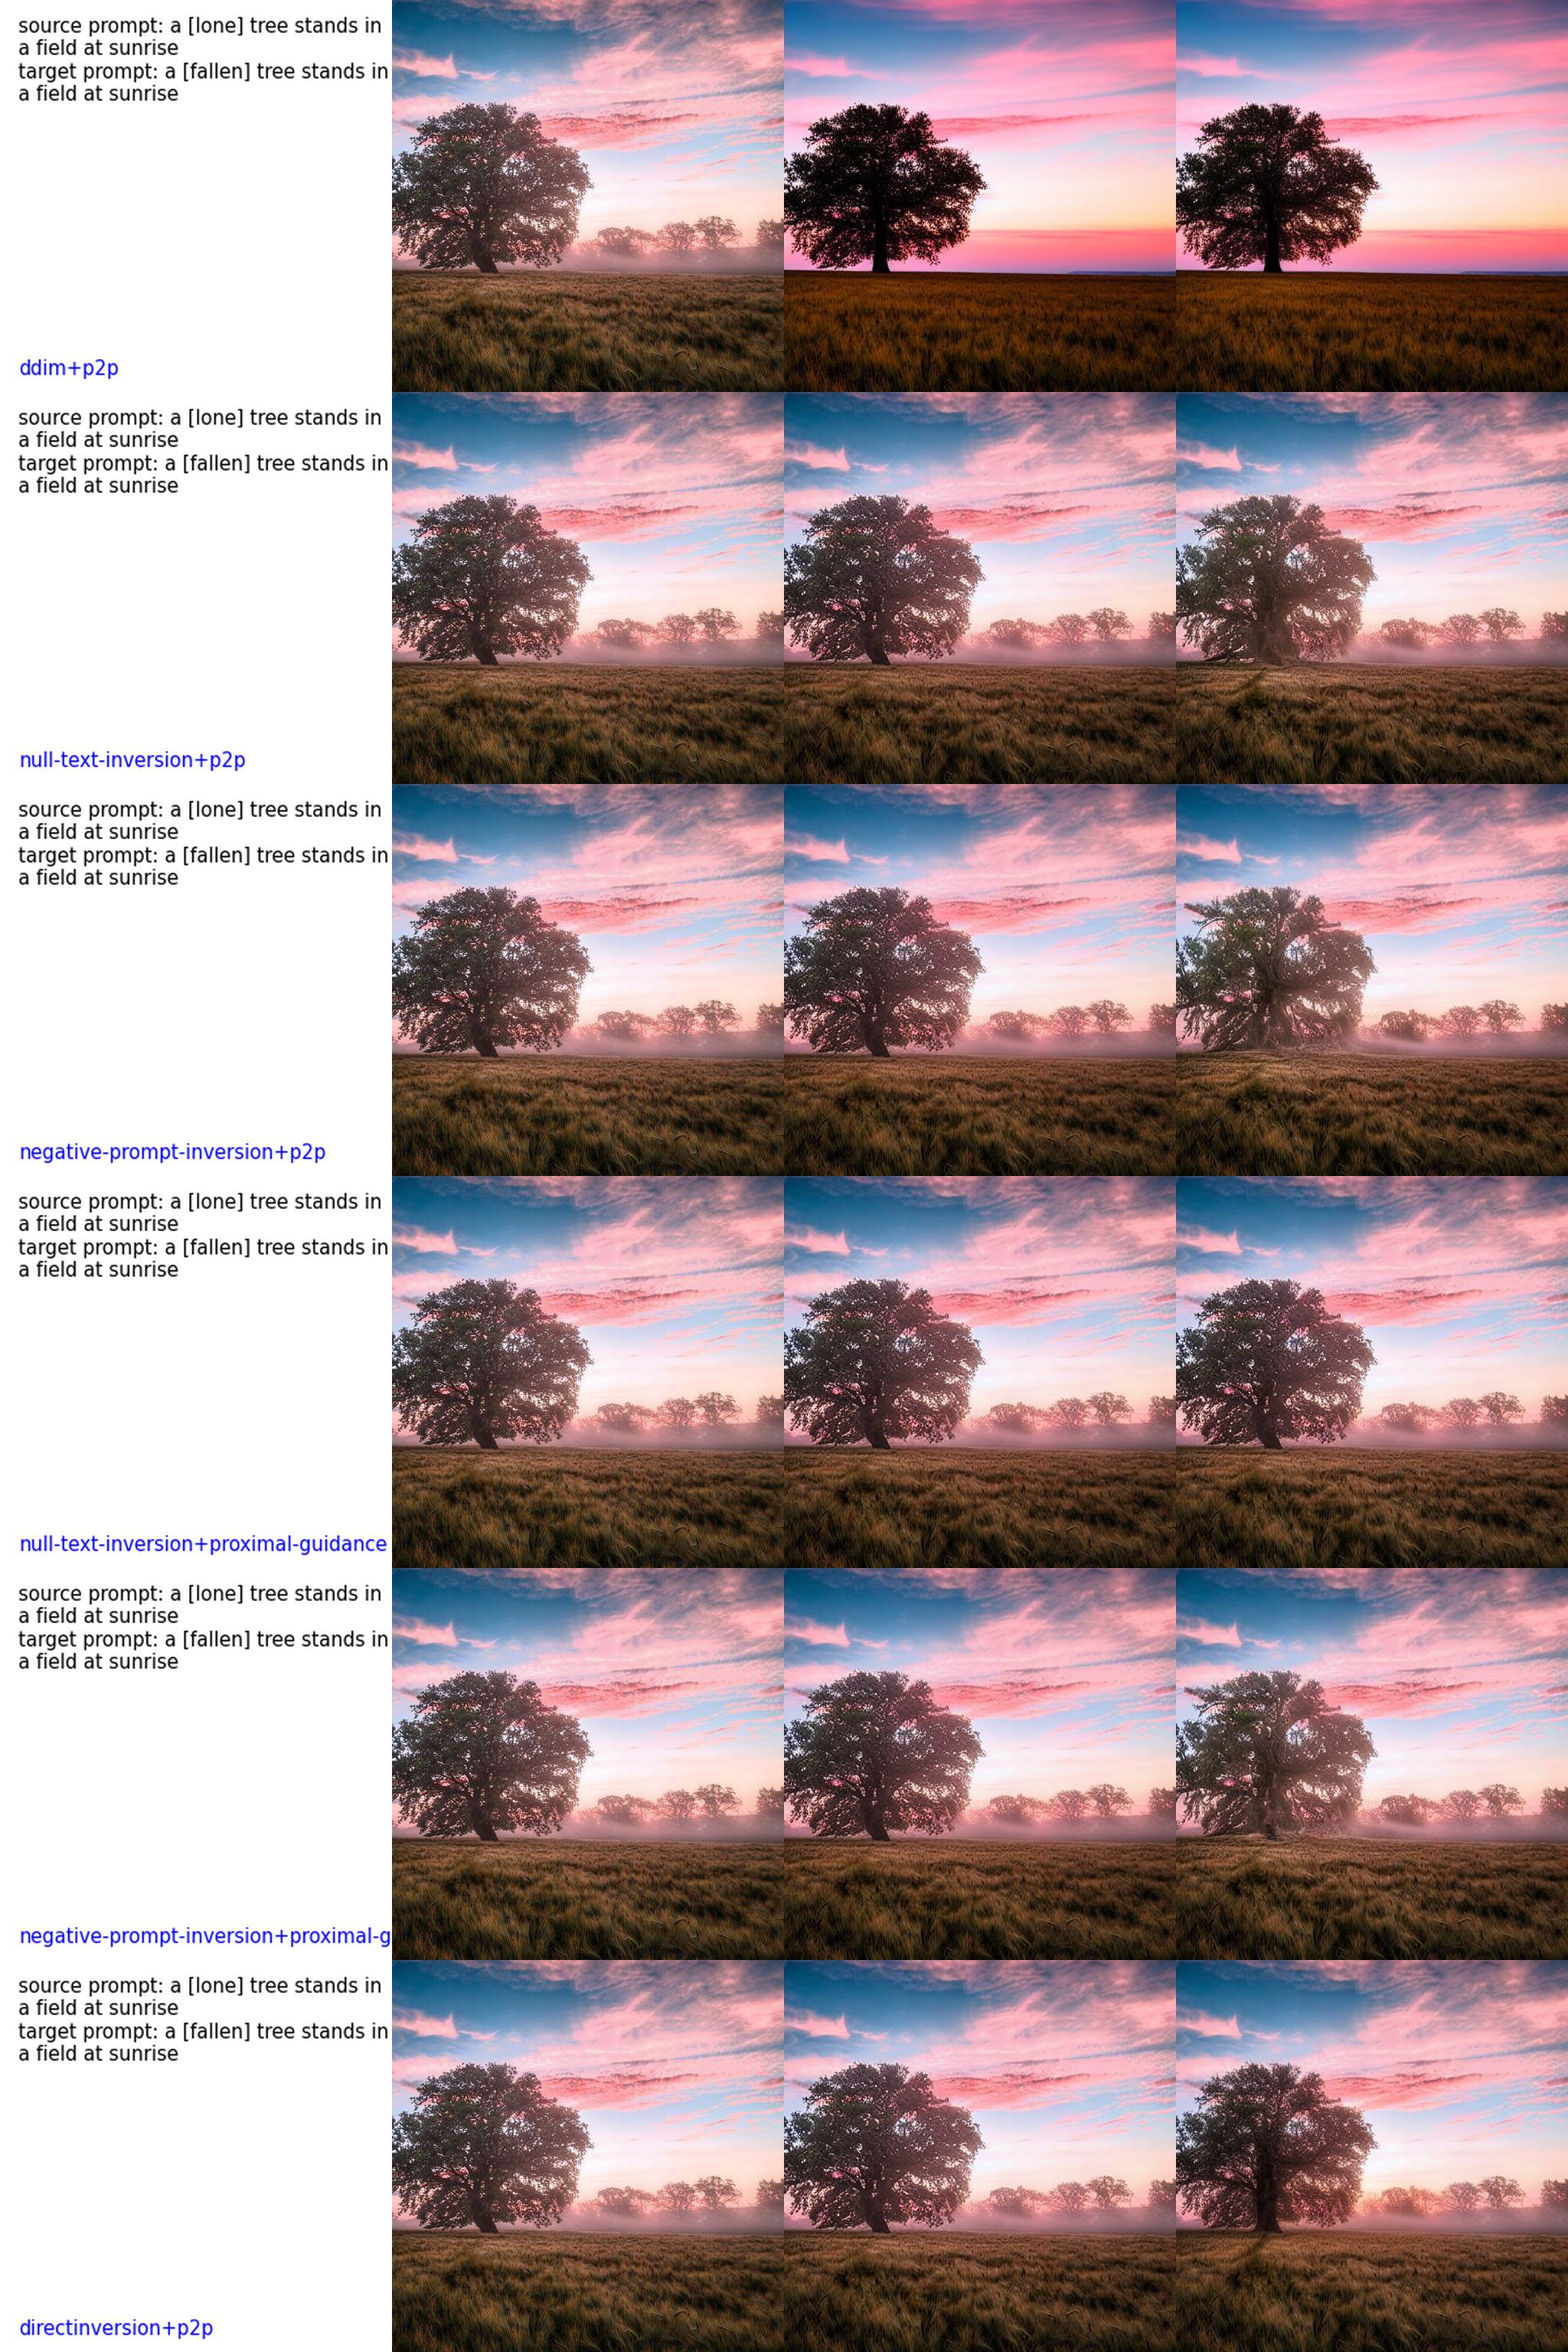 source prompt: a [lone] tree stands in
a field at sunrise
target prompt: a [fallen] tree stands in
a field at sunrise
ddim+p2p
source prompt: a [lone] tree stands in
a field at sunrise
target prompt: a [fallen] tree stands in
a field at sunrise
null-text-inversion+p2p
source prompt: a [lone] tree stands in
a field at sunrise
target prompt: a [fallen] tree stands in
a field at sunrise
negative-prompt-inversion+p2p
source prompt: a [lone] tree stands in
a field at sunrise
target prompt: a [fallen] tree stands in
a field at sunrise
null-text-inversion+proximal-guidance
source prompt: a [lone] tree stands in
a field at sunrise
target prompt: a [fallen] tree stands in
a field at sunrise
negative-prompt-inversion+proximal-g
source prompt: a [lone] tree stands in
a field at sunrise
target prompt: a [fallen] tree stands in
a field at sunrise
directinversion+p2p